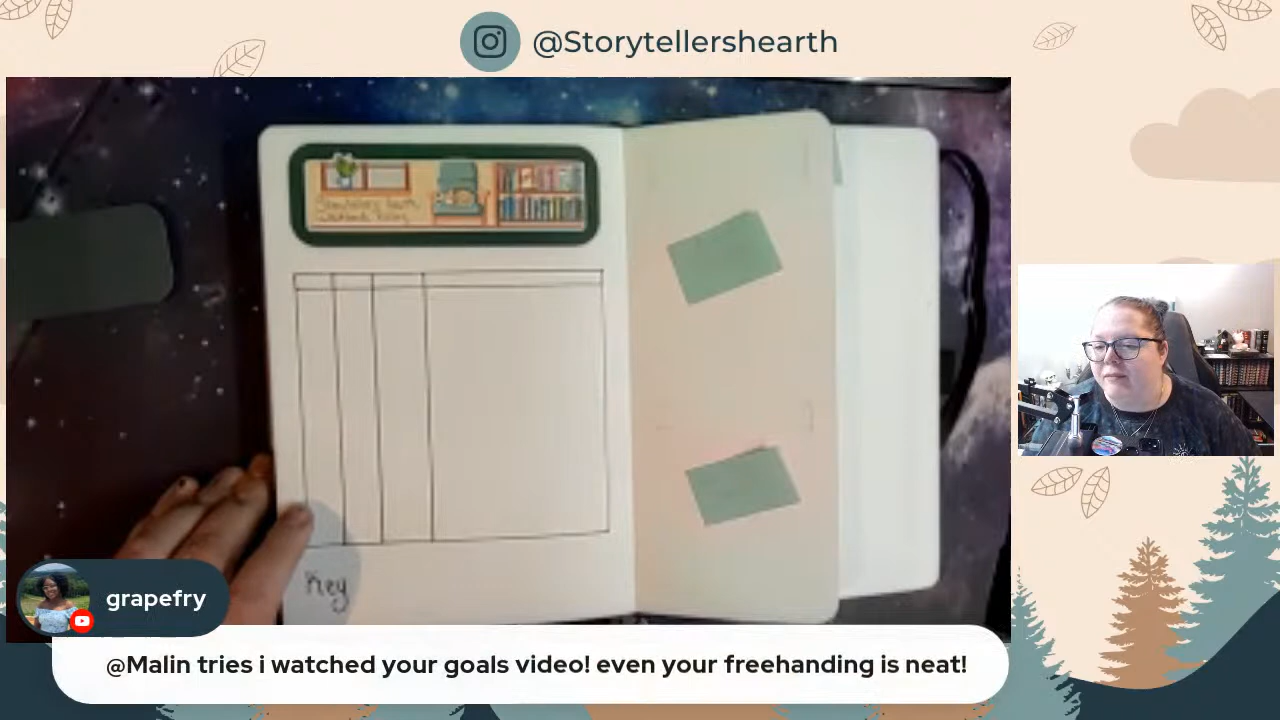 @Storytellershearth
Key
grapefry
@Malin tries i watched your goals video! even your freehanding is neat!